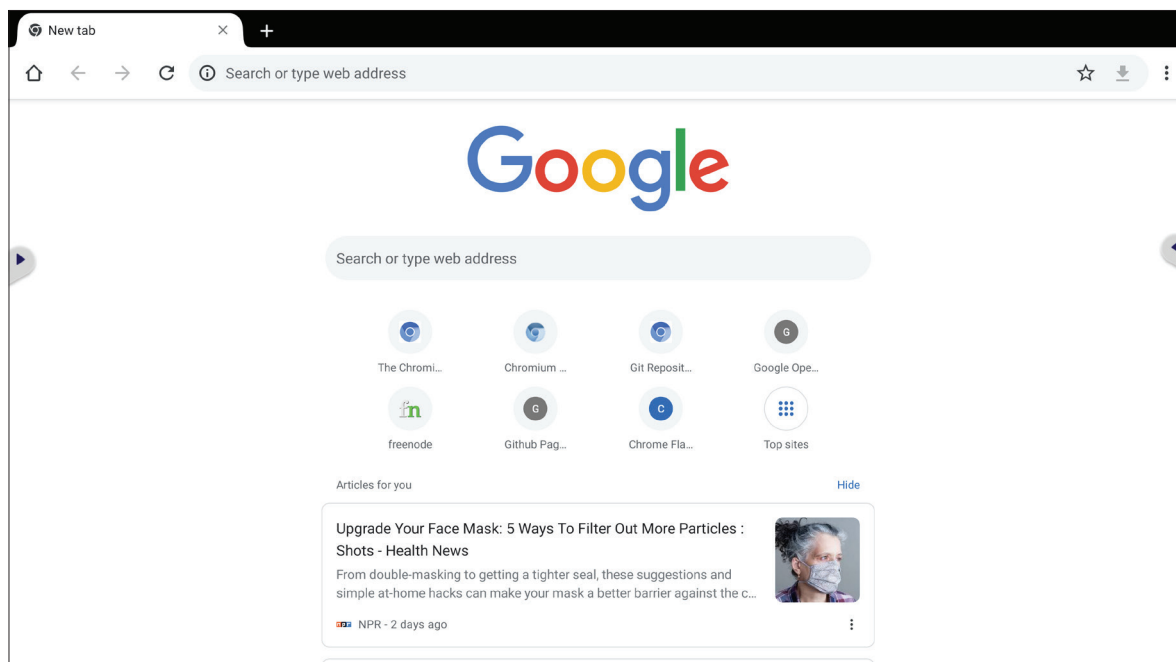 New tab
Search or type web address
Google
Search or type web address
The Chromi...
Chromium ...
Git Reposit...
G
Google Ope...
fn
freenode
G
Github Pag...
C
Chrome Fla...
Top sites
Articles for you
Hide
Upgrade Your Face Mask: 5 Ways To Filter Out More Particles :
Shots - Health News
From double-masking to getting a tighter seal, these suggestions and
simple at-home hacks can make your mask a better barrier against the c...
npr NPR - 2 days ago